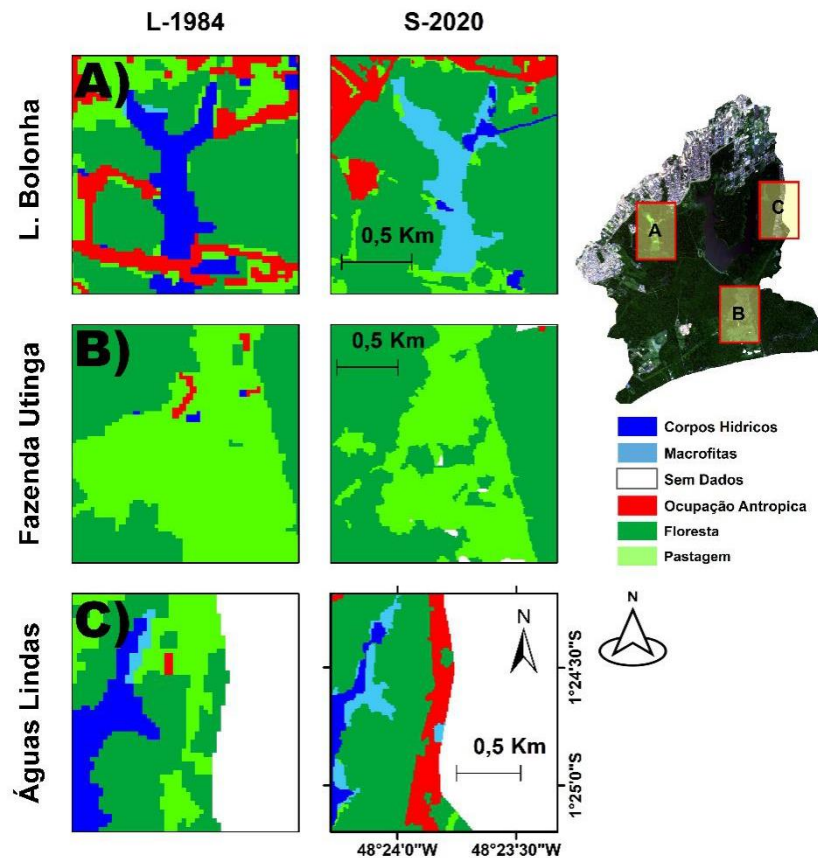 L-1984
S-2020
L. Bolonha
A)
0,5 Km
Fazenda Utinga
B)
0,5 Km
Águas Lindas
C)
N
0,5 Km
1°24'30"S
1°25'0"S
48°24'0"W
48°23'30"W
A
B
C
Corpos Hidricos
Macrofitas
Sem Dados
Ocupação Antropica
Floresta
Pastagem
N